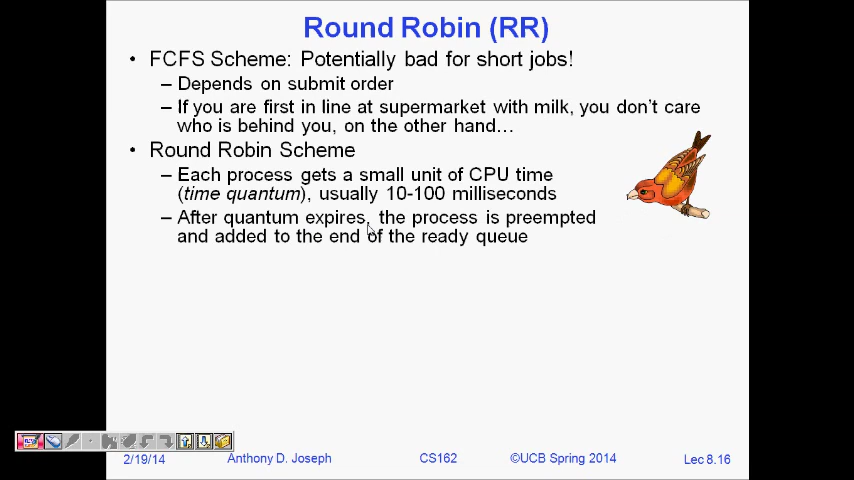 Round Robin (RR)
• FCFS Scheme: Potentially bad for short jobs!
– Depends on submit order
– If you are first in line at supermarket with milk, you don't care
who is behind you, on the other hand…
• Round Robin Scheme
– Each process gets a small unit of CPU time
(time quantum), usually 10-100 milliseconds
– After quantum expires, the process is preempted
and added to the end of the ready queue
2/19/14 Anthony D. Joseph CS162 ©UCB Spring 2014 Lec 8.16